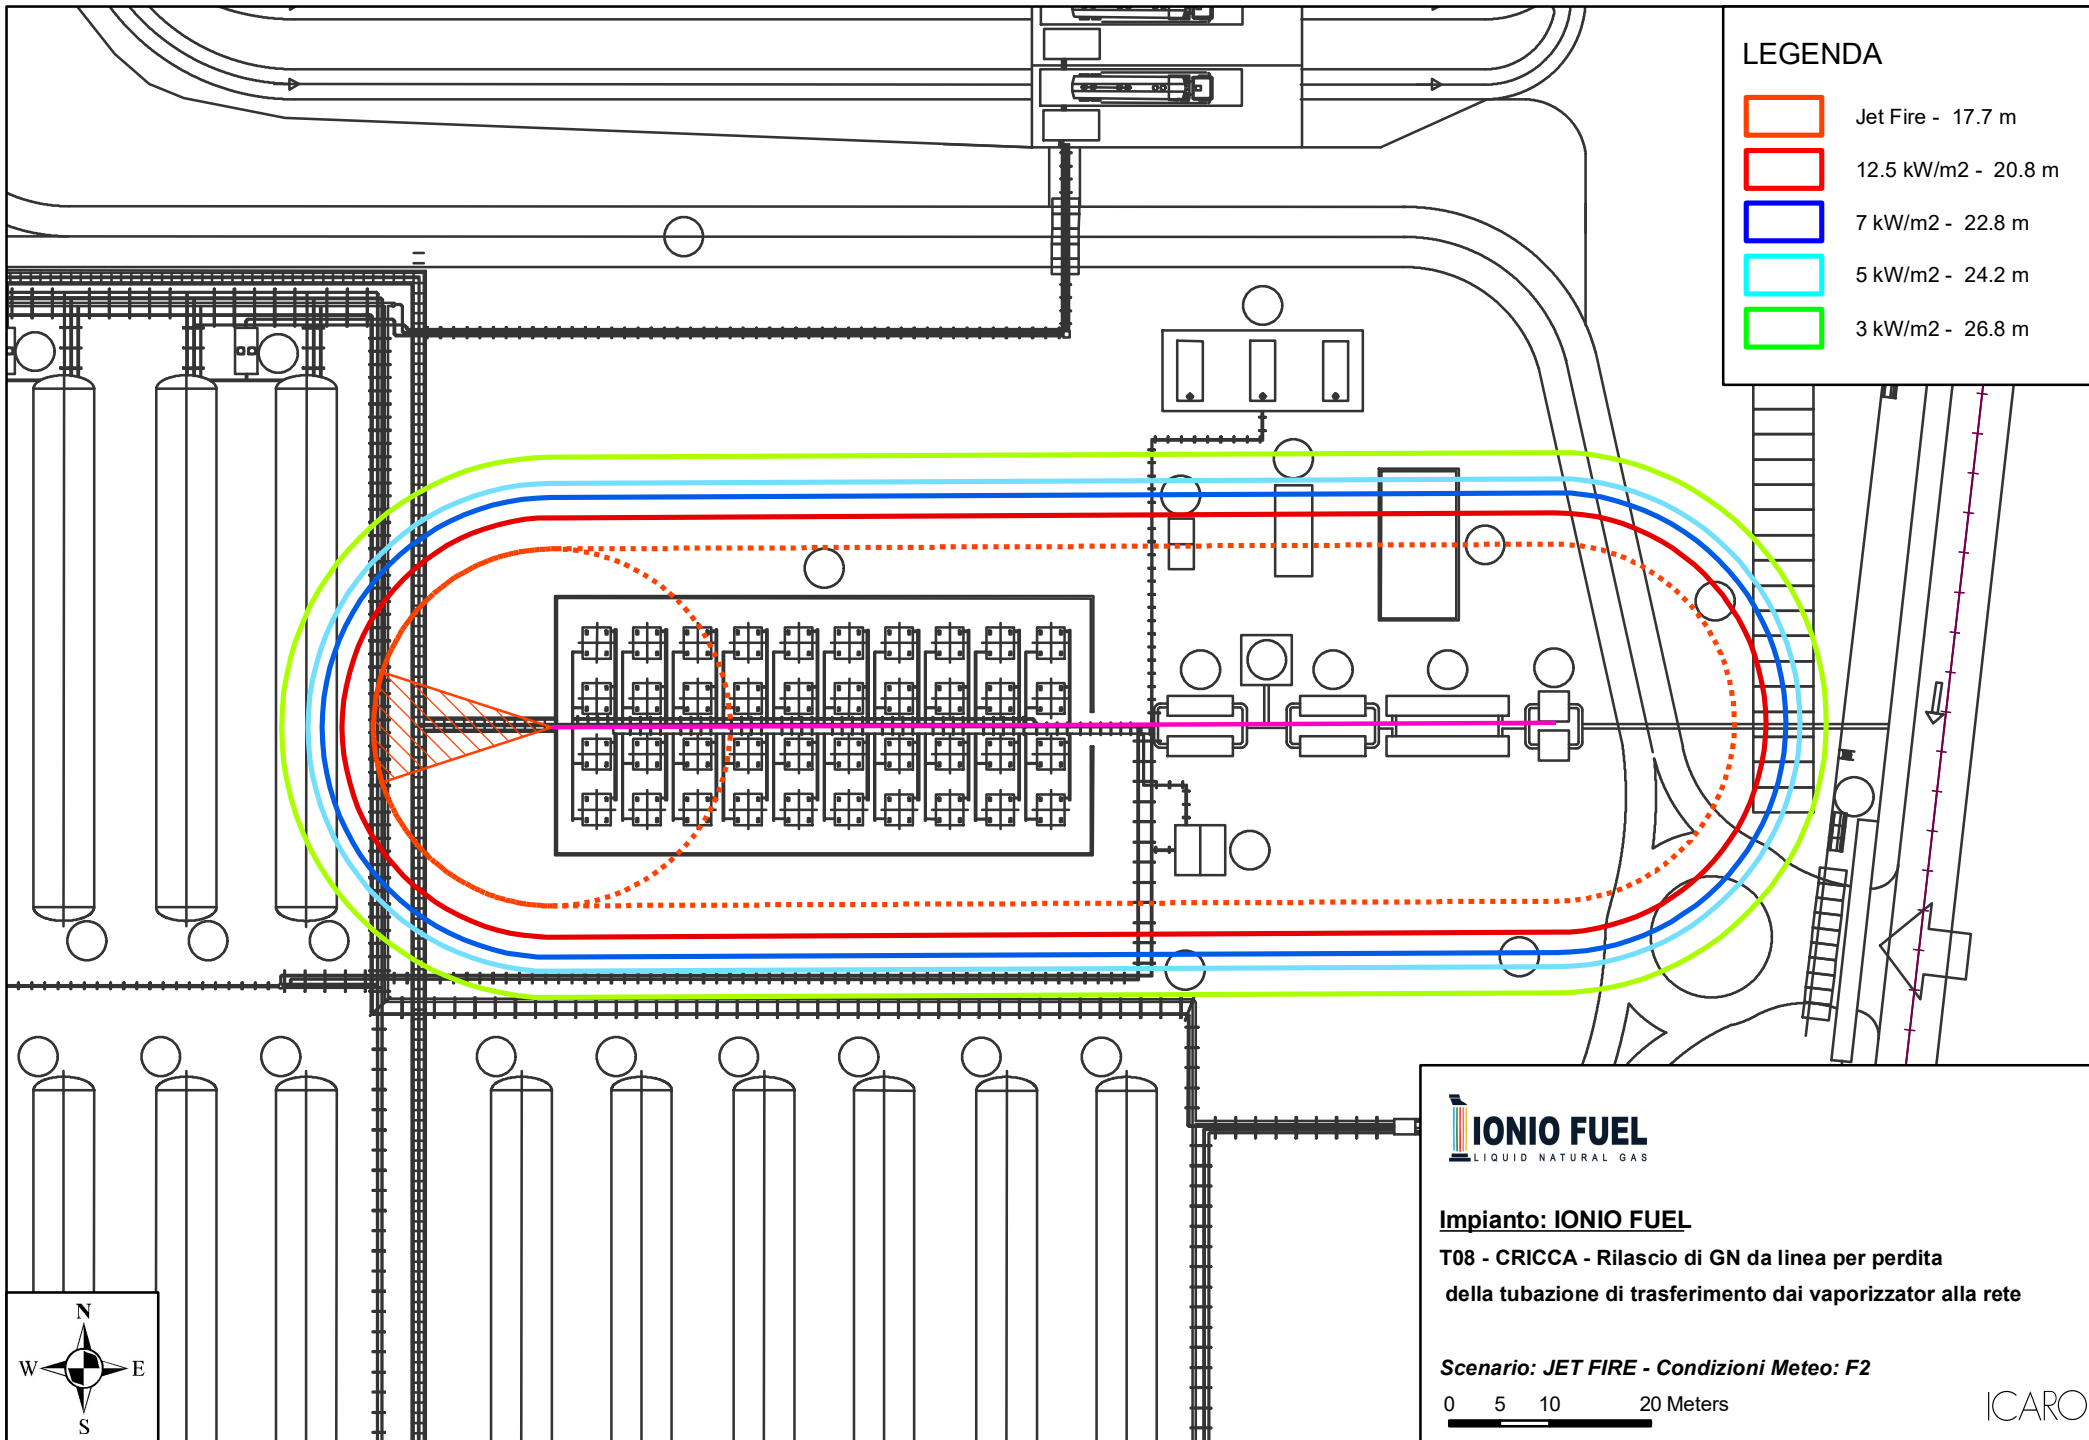 LEGENDA
Jet Fire - 17.7 m
12.5 kW/m2 - 20.8 m
7 kW/m2 - 22.8 m
5 kW/m2 - 24.2 m
3 kW/m2 - 26.8 m
IONIO FUEL
LIQUID NATURAL GAS
Impianto: IONIO FUEL
T08 - CRICCA - Rilascio di GN da linea per perdita
della tubazione di trasferimento dai vaporizzator alla rete
Scenario: JET FIRE - Condizioni Meteo: F2
0 5 10 20 Meters
ICARO
N
W E
S